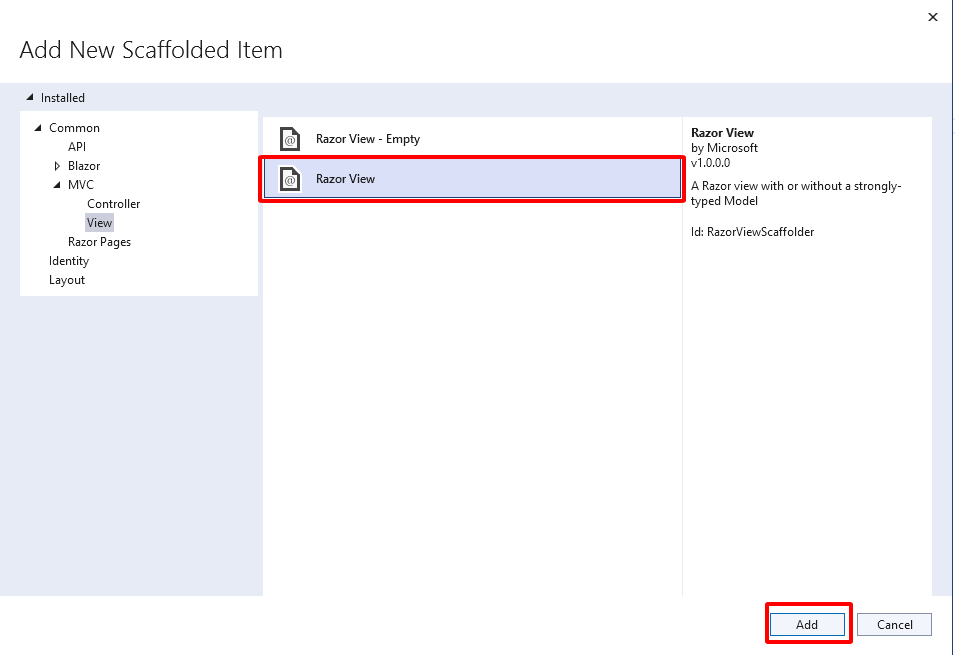 Add New Scaffolded Item
Installed
Common
API
Blazor
MVC
Controller
View
Razor Pages
Identity
Layout
Razor View - Empty
Razor View
Razor View
by Microsoft
v1.0.0.0
A Razor view with or without a strongly-
typed Model
Id: RazorViewScaffolder
Add
Cancel